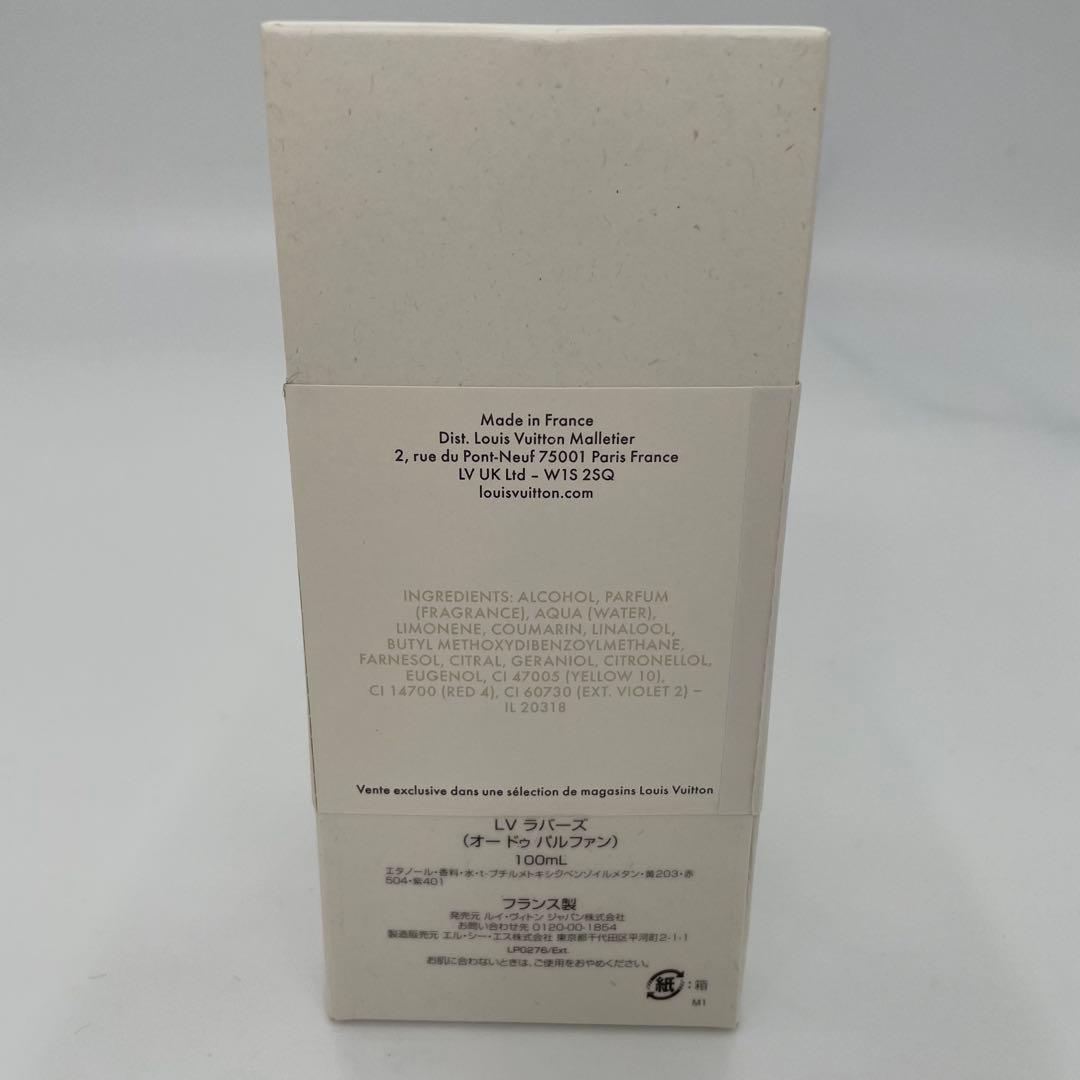 Made in France
Dist. Louis Vuitton Malletier
2, rue du Pont-Neuf 75001 Paris France
LV UK Ltd – W1S 2SQ
louisvuitton.com
INGREDIENTS: ALCOHOL, PARFUM
(FRAGRANCE), AQUA (WATER),
LIMONENE, COUMARIN, LINALOOL,
BUTYL METHOXYDIBENZOYLMETHANE,
FARNESOL, CITRAL, GERANIOL, CITRONELLOL,
EUGENOL, CI 47005 (YELLOW 10),
CI 14700 (RED 4), CI 60730 (EXT. VIOLET 2) –
IL 20318
Vente exclusive dans une sélection de magasins Louis Vuitton
LV ラバーズ
（オー ドゥ パルファン）
100mL
エタノール・香料・水・t-ブチルメトキシジベンゾイルメタン・黄203・赤
504・紫401
フランス製
発売元 ルイ・ヴィトン ジャパン株式会社
お問い合わせ先 0120-00-1854
製造販売元 エル・シー・エス株式会社 東京都千代田区平河町2-1-1
LP0276/Ext.
お肌に合わないときは、ご使用をおやめください。
紙：箱
M1